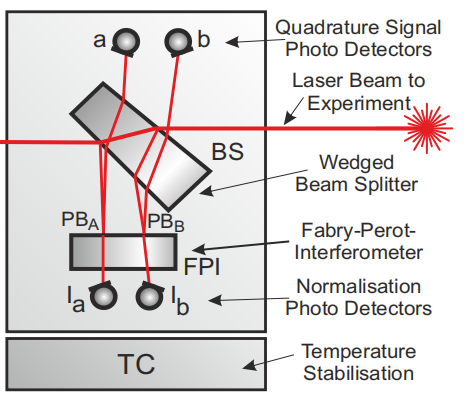 a
b
Quadrature Signal
Photo Detectors
Laser Beam to
Experiment
BS
Wedged
Beam Splitter
PBA
PBB
Fabry-Perot-
Interferometer
FPI
Ia
Ib
Normalisation
Photo Detectors
TC
Temperature
Stabilisation